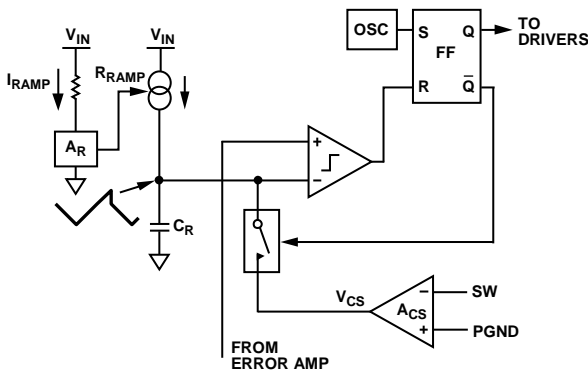 V_IN
V_IN
I_RAMP
R_RAMP
A_R
C_R
+
−
OSC
S
Q
FF
R
Q̅
TO
DRIVERS
V_CS
A_CS
−
+
SW
PGND
FROM
ERROR AMP